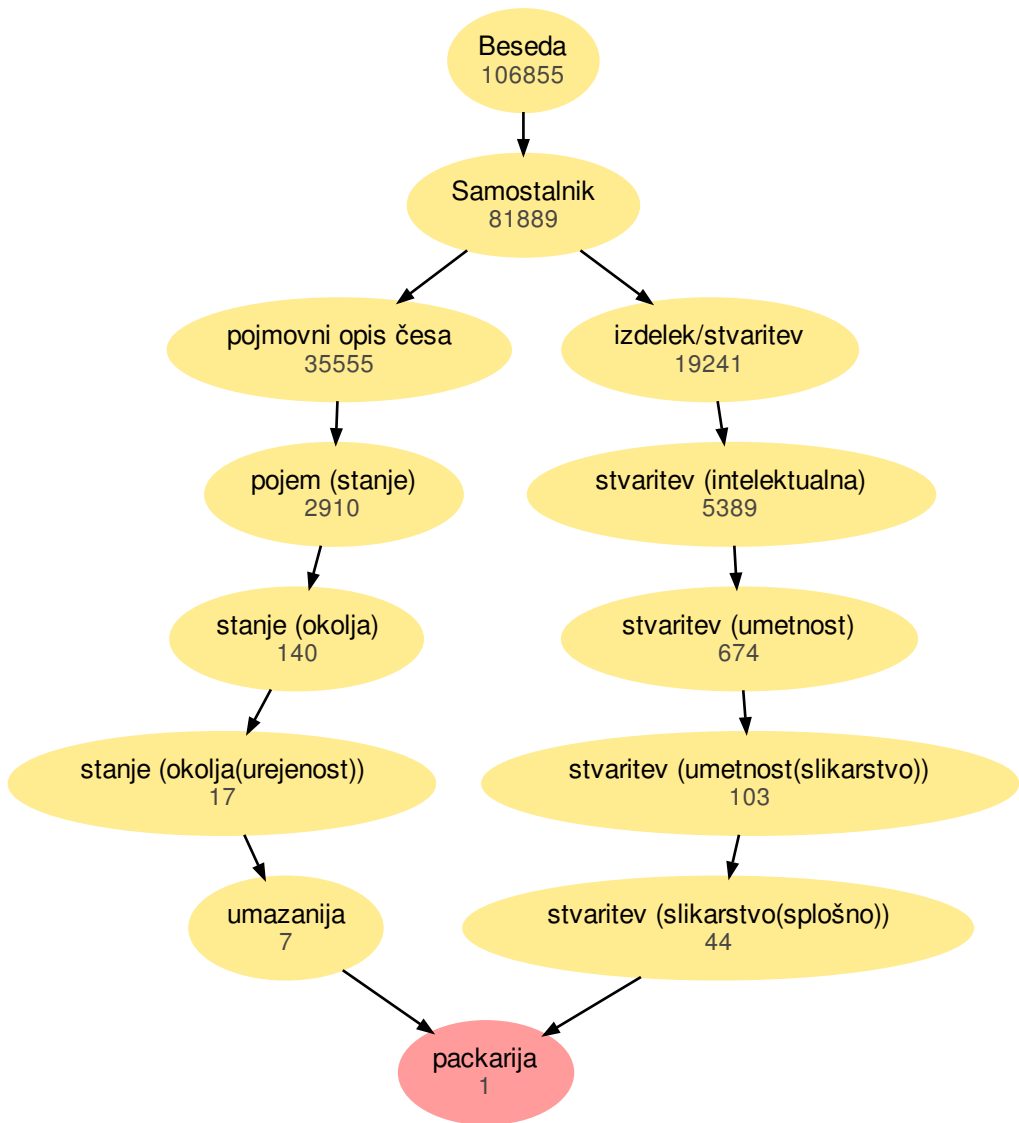 Beseda
106855
Samostalnik
81889
pojmovni opis česa
35555
izdelek/stvaritev
19241
pojem (stanje)
2910
stvaritev (intelektualna)
5389
stanje (okolja)
140
stvaritev (umetnost)
674
stanje (okolja(urejenost))
17
stvaritev (umetnost(slikarstvo))
103
umazanija
7
stvaritev (slikarstvo(splošno))
44
packarija
1